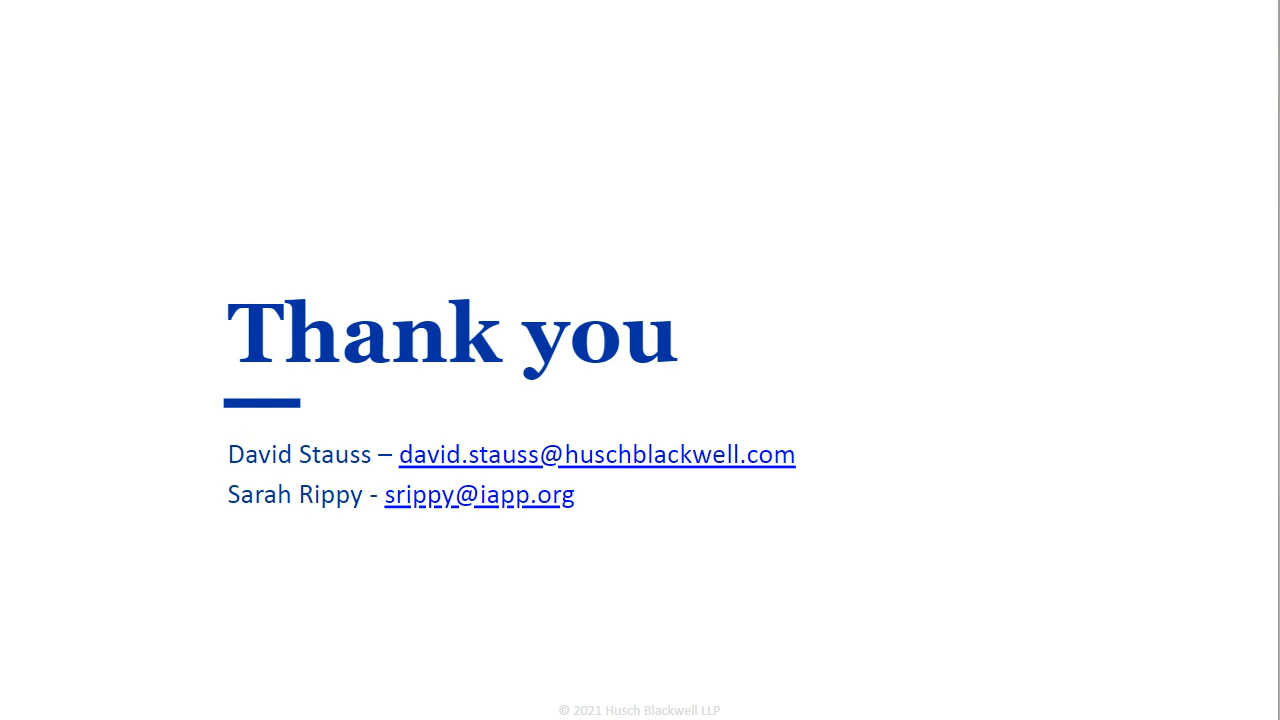 Thank you
David Stauss – david.stauss@huschblackwell.com
Sarah Rippy - srippy@iapp.org
© 2021 Husch Blackwell LLP